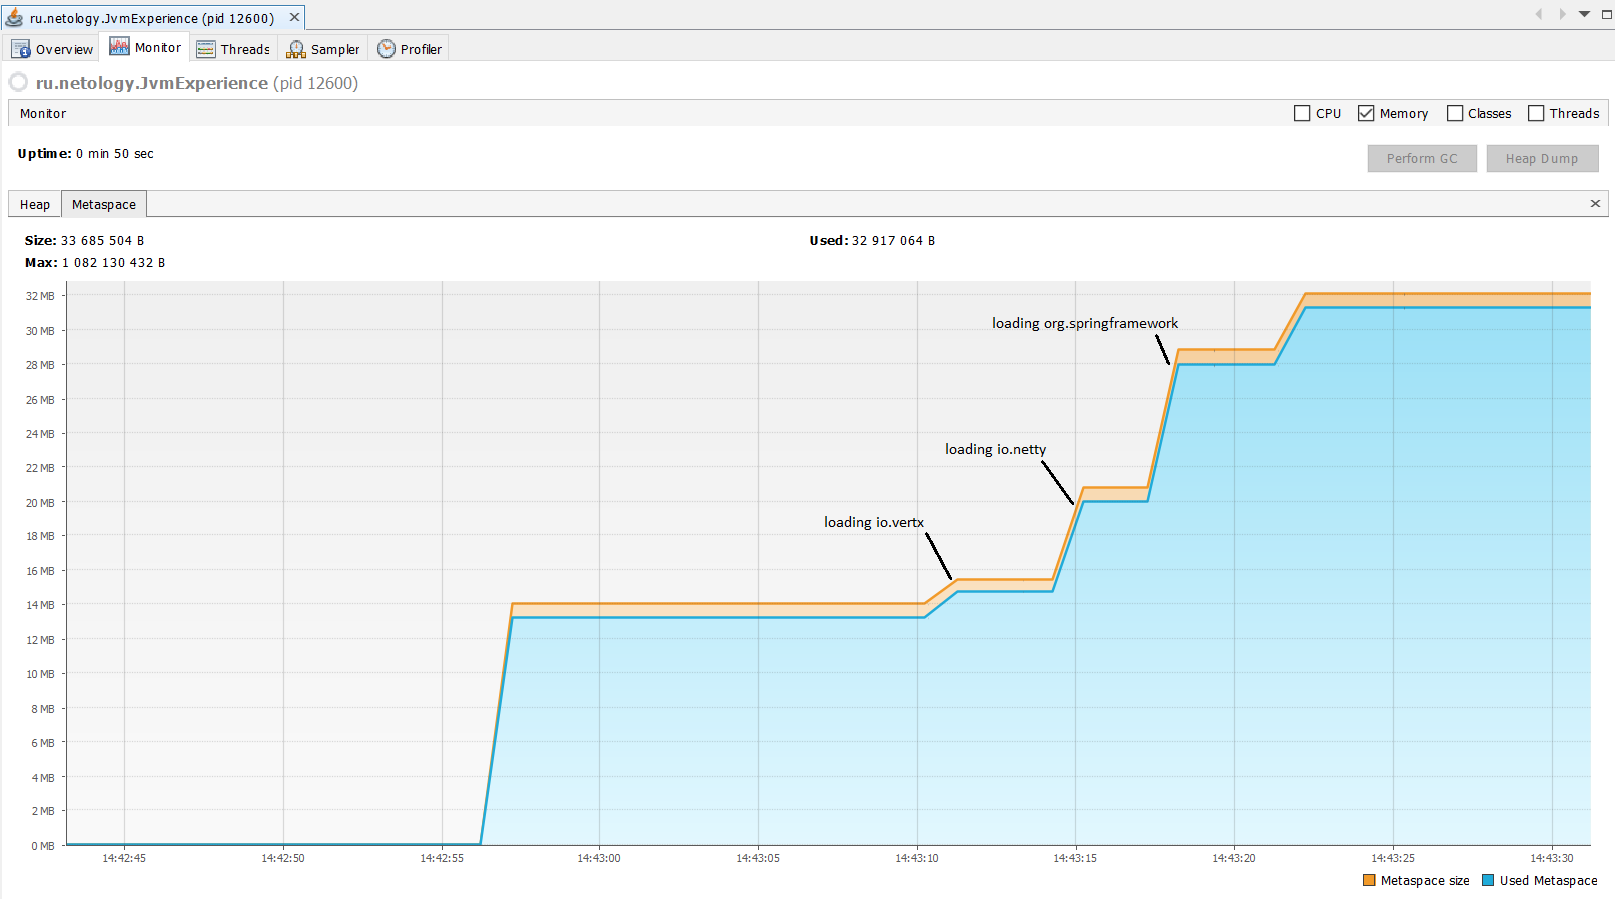 ru.netology.JvmExperience (pid 12600)
Overview Monitor Threads Sampler Profiler
ru.netology.JvmExperience (pid 12600)
Monitor
CPU Memory Classes Threads
Uptime: 0 min 50 sec
Perform GC Heap Dump
Heap Metaspace
Size: 33 685 504 B
Used: 32 917 064 B
Max: 1 082 130 432 B
32 MB
30 MB
28 MB
26 MB
24 MB
22 MB
20 MB
18 MB
16 MB
14 MB
12 MB
10 MB
8 MB
6 MB
4 MB
2 MB
0 MB
loading org.springframework
loading io.netty
loading io.vertx
14:42:45 14:42:50 14:42:55 14:43:00 14:43:05 14:43:10 14:43:15 14:43:20 14:43:25 14:43:30
Metaspace size Used Metaspace